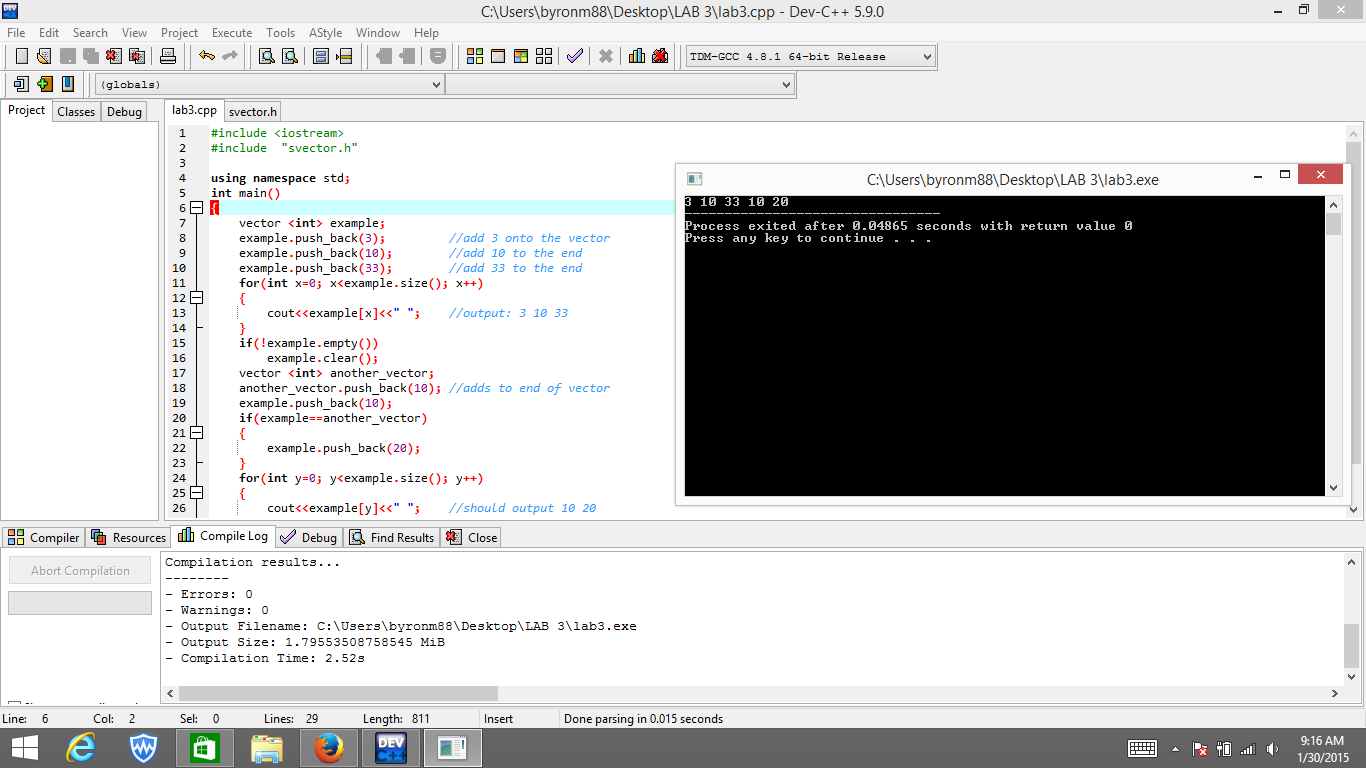 C:\Users\byronm88\Desktop\LAB 3\lab3.cpp - Dev-C++ 5.9.0
File Edit Search View Project Execute Tools AStyle Window Help
TDM-GCC 4.8.1 64-bit Release
(globals)
Project Classes Debug
lab3.cpp svector.h
1 #include <iostream>
2 #include  "svector.h"
3
4 using namespace std;
5 int main()
6 {
7     vector <int> example;
8     example.push_back(3);         //add 3 onto the vector
9     example.push_back(10);        //add 10 to the end
10     example.push_back(33);        //add 33 to the end
11     for(int x=0; x<example.size(); x++)
12     {
13         cout<<example[x]<<" ";    //output: 3 10 33
14     }
15     if(!example.empty())
16         example.clear();
17     vector <int> another_vector;
18     another_vector.push_back(10); //adds to end of vector
19     example.push_back(10);
20     if(example==another_vector)
21     {
22         example.push_back(20);
23     }
24     for(int y=0; y<example.size(); y++)
25     {
26         cout<<example[y]<<" ";    //should output 10 20
C:\Users\byronm88\Desktop\LAB 3\lab3.exe
3 10 33 10 20
--------------------------------
Process exited after 0.04865 seconds with return value 0
Press any key to continue . . .
Compiler Resources Compile Log Debug Find Results Close
Abort Compilation
Compilation results...
--------
- Errors: 0
- Warnings: 0
- Output Filename: C:\Users\byronm88\Desktop\LAB 3\lab3.exe
- Output Size: 1.79553508758545 MiB
- Compilation Time: 2.52s
Line: 6 Col: 2 Sel: 0 Lines: 29 Length: 811 Insert Done parsing in 0.015 seconds
DEV C++
9:16 AM
1/30/2015